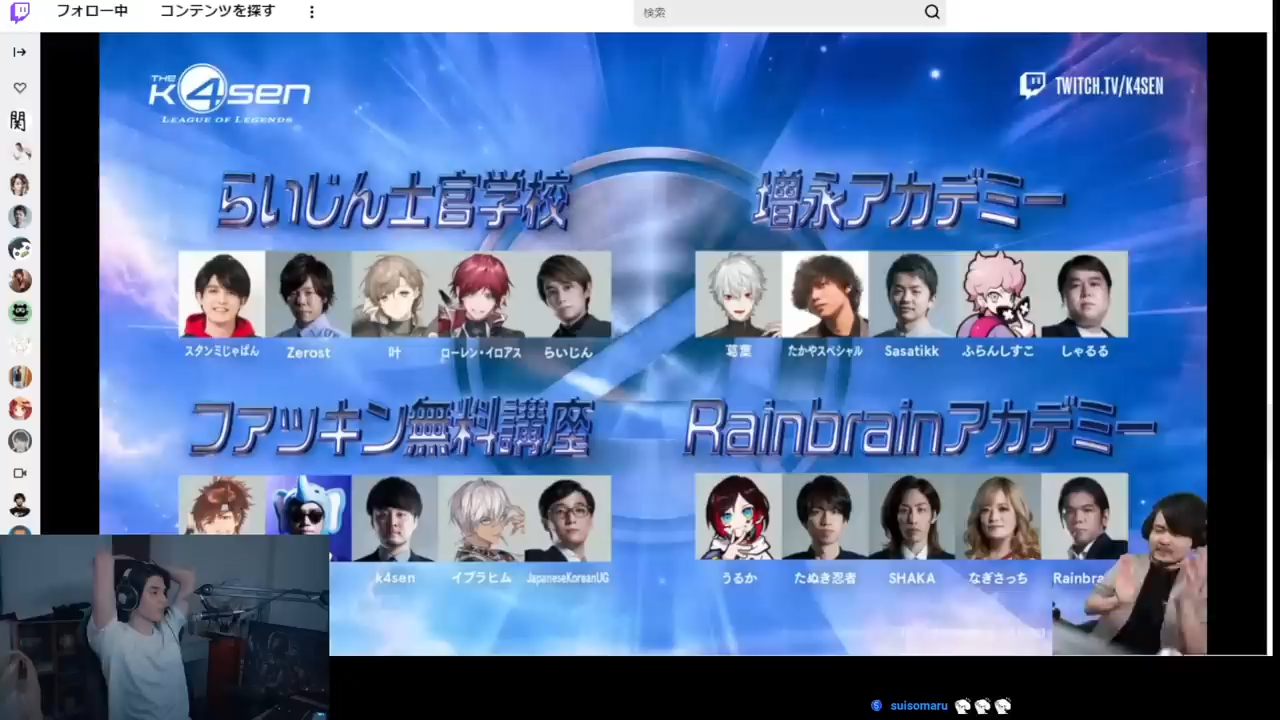 フォロー中 コンテンツを探す 検索
THE
K4sen
LEAGUE OF LEGENDS
TWITCH.TV/K4SEN
関
らいじん士官学校
増永アカデミー
スタンミじゃぱん Zerost 叶 ローレン・イロアス らいじん
葛葉 たかやスペシャル Sasatikk ふらんしすこ しゃるる
ファッキン無料講座
Rainbrainアカデミー
k4sen イブラヒム JapaneseKoreanUG
うるか たぬき忍者 SHAKA なぎさっち Rainbra
suisomaru